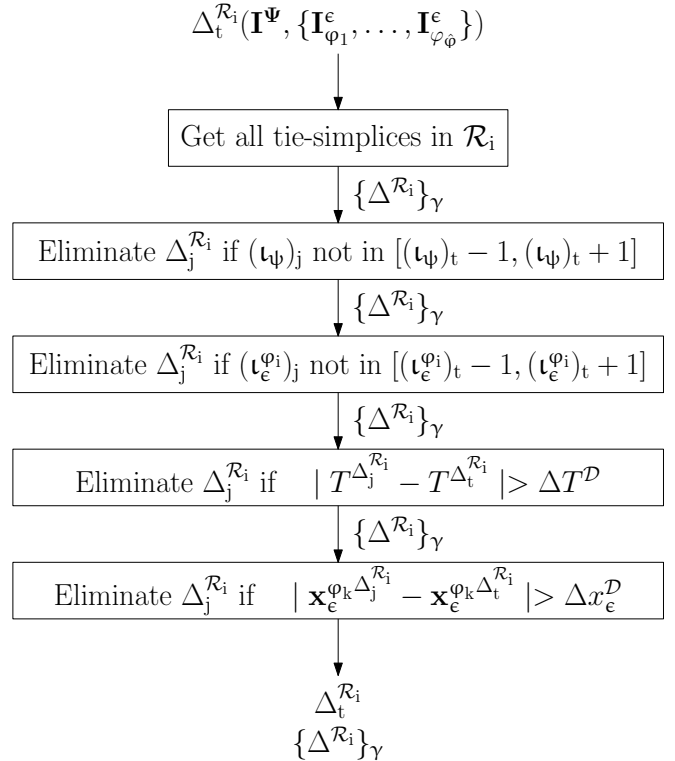 Δ_t^{ℛ_i}(𝐈^𝚿, {𝐈_{φ_1}^ϵ, . . . , 𝐈_{φ_{φ̂}}^ϵ})
Get all tie-simplices in ℛ_i
{Δ^{ℛ_i}}_γ
Eliminate Δ_j^{ℛ_i} if (ι_ψ)_j not in [(ι_ψ)_t − 1, (ι_ψ)_t + 1]
{Δ^{ℛ_i}}_γ
Eliminate Δ_j^{ℛ_i} if (ι_ϵ^{φ_i})_j not in [(ι_ϵ^{φ_i})_t − 1, (ι_ϵ^{φ_i})_t + 1]
{Δ^{ℛ_i}}_γ
Eliminate Δ_j^{ℛ_i} if | T^{Δ_j^{ℛ_i}} − T^{Δ_t^{ℛ_i}} |> ΔT^𝒟
{Δ^{ℛ_i}}_γ
Eliminate Δ_j^{ℛ_i} if | 𝐱_ϵ^{φ_k Δ_j^{ℛ_i}} − 𝐱_ϵ^{φ_k Δ_t^{ℛ_i}} |> Δx_ϵ^𝒟
Δ_t^{ℛ_i}
{Δ^{ℛ_i}}_γ